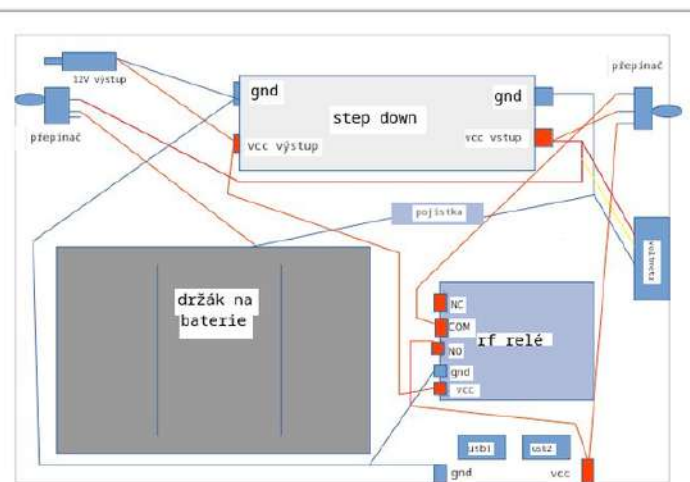 12V výstup
přepínač
gnd
step down
gnd
vcc výstup
vcc vstup
přepínač
pojistka
voltmetr
držák na
baterie
NC
COM
rf relé
NO
gnd
vcc
usb1
usb2
gnd
vcc